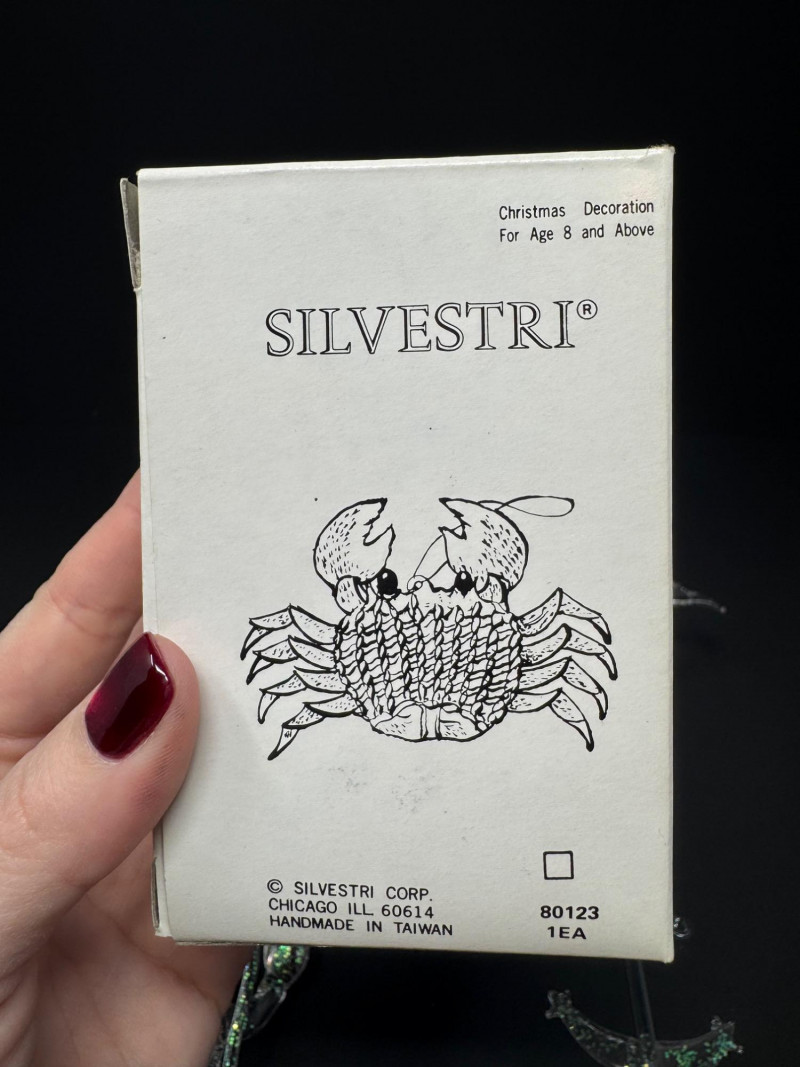 Christmas Decoration
For Age 8 and Above
SILVESTRI®
© SILVESTRI CORP.
CHICAGO ILL. 60614
HANDMADE IN TAIWAN
80123
1EA